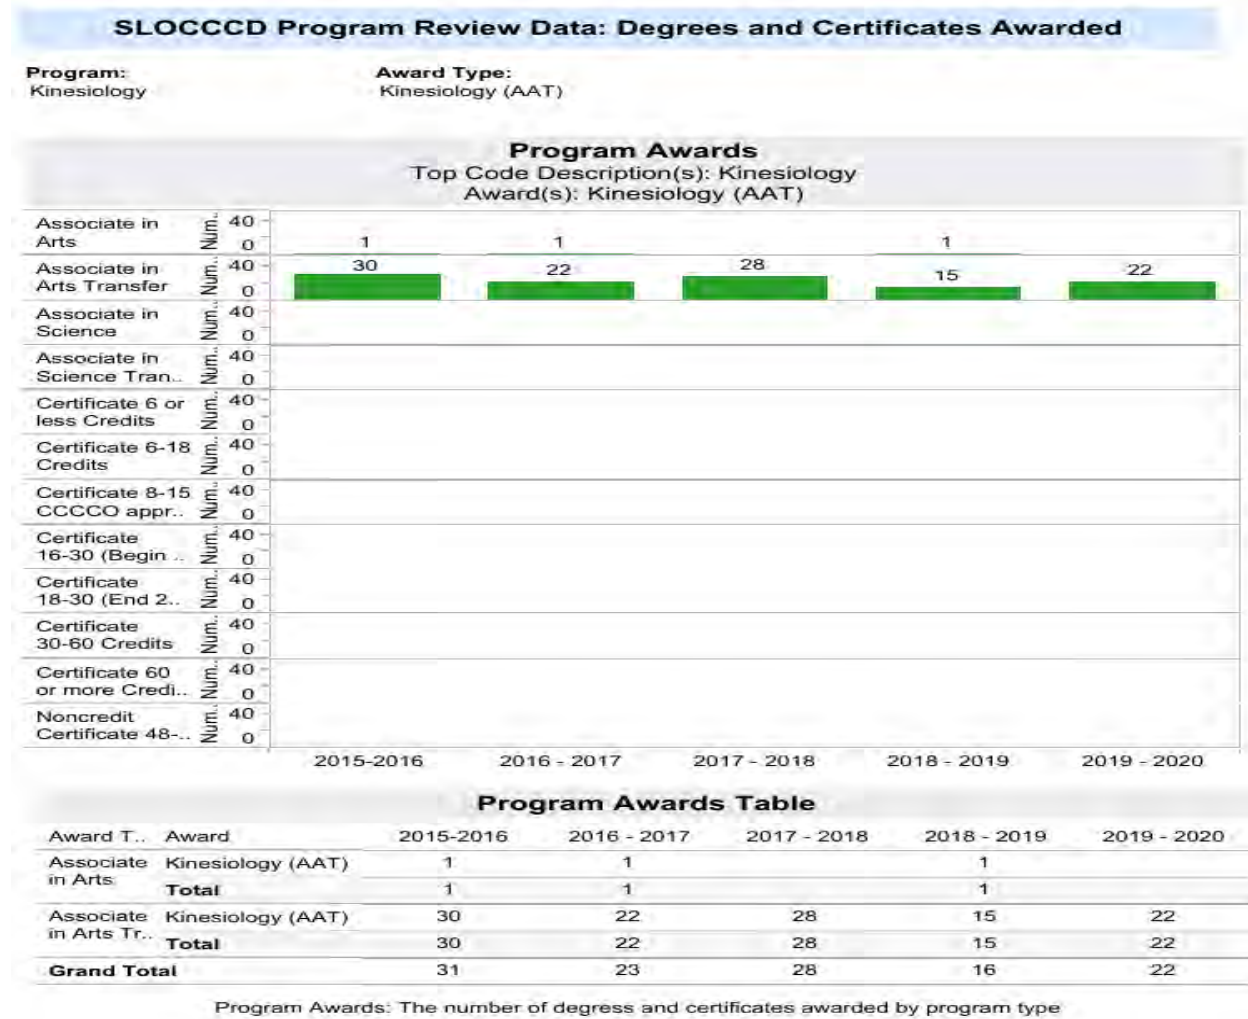 SLOCCCD Program Review Data: Degrees and Certificates Awarded
Program: Award Type:
Kinesiology Kinesiology (AAT)
Program Awards
Top Code Description(s): Kinesiology
Award(s): Kinesiology (AAT)
Associate in Arts Num.. 40 0 1 1 1
Associate in Arts Transfer Num.. 40 0 30 22 28 15 22
Associate in Science Num.. 40 0
Associate in Science Tran.. Num.. 40 0
Certificate 6 or less Credits Num.. 40 0
Certificate 6-18 Credits Num.. 40 0
Certificate 8-15 CCCCO appr.. Num.. 40 0
Certificate 16-30 (Begin .. Num.. 40 0
Certificate 18-30 (End 2.. Num.. 40 0
Certificate 30-60 Credits Num.. 40 0
Certificate 60 or more Credi.. Num.. 40 0
Noncredit Certificate 48-.. Num.. 40 0
2015-2016 2016 - 2017 2017 - 2018 2018 - 2019 2019 - 2020
Program Awards Table
Award T.. Award 2015-2016 2016 - 2017 2017 - 2018 2018 - 2019 2019 - 2020
Associate in Arts Kinesiology (AAT) 1 1 1
Total 1 1 1
Associate in Arts Tr.. Kinesiology (AAT) 30 22 28 15 22
Total 30 22 28 15 22
Grand Total 31 23 28 16 22
Program Awards: The number of degress and certificates awarded by program type